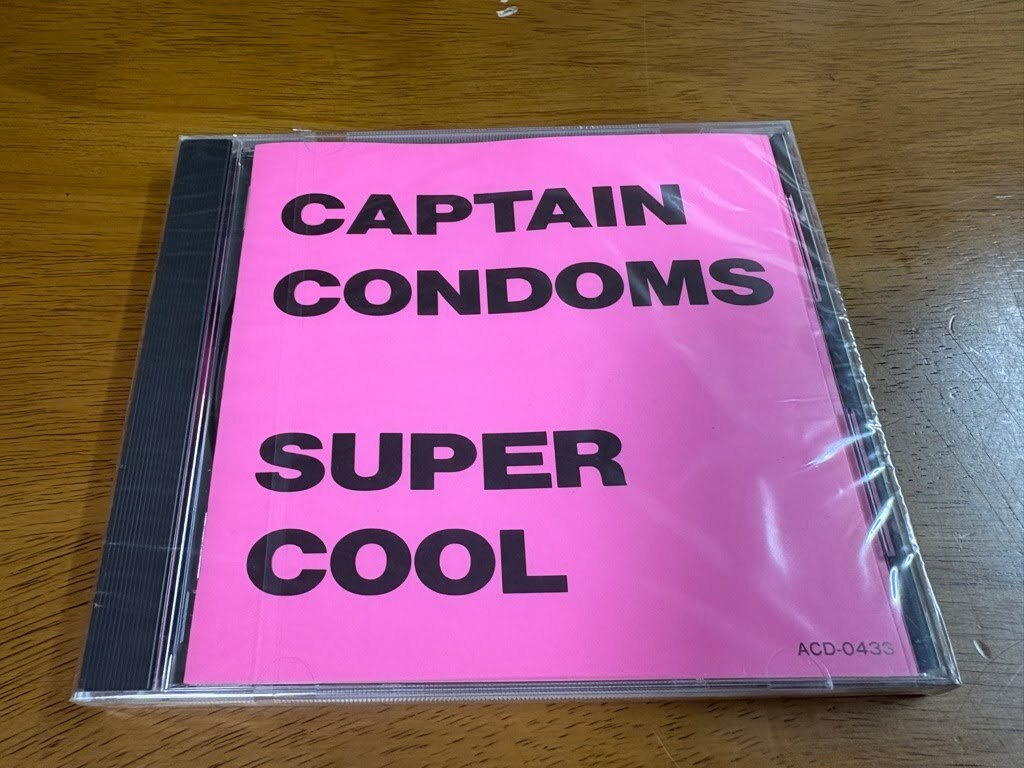 CAPTAIN
CONDOMS
SUPER
COOL
ACD-0433